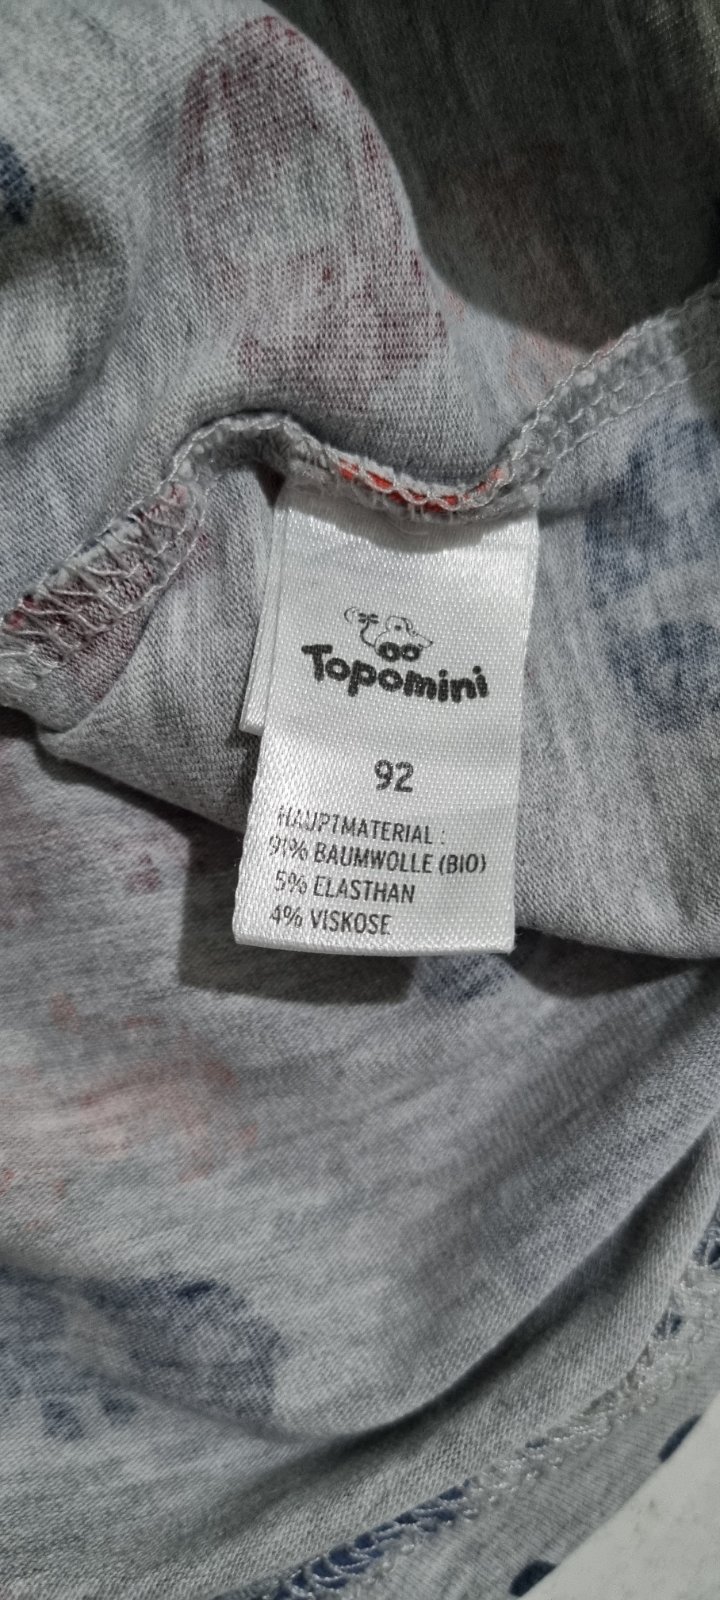 Topomini
92
HAUPTMATERIAL :
91% BAUMWOLLE (BIO)
5% ELASTHAN
4% VISKOSE